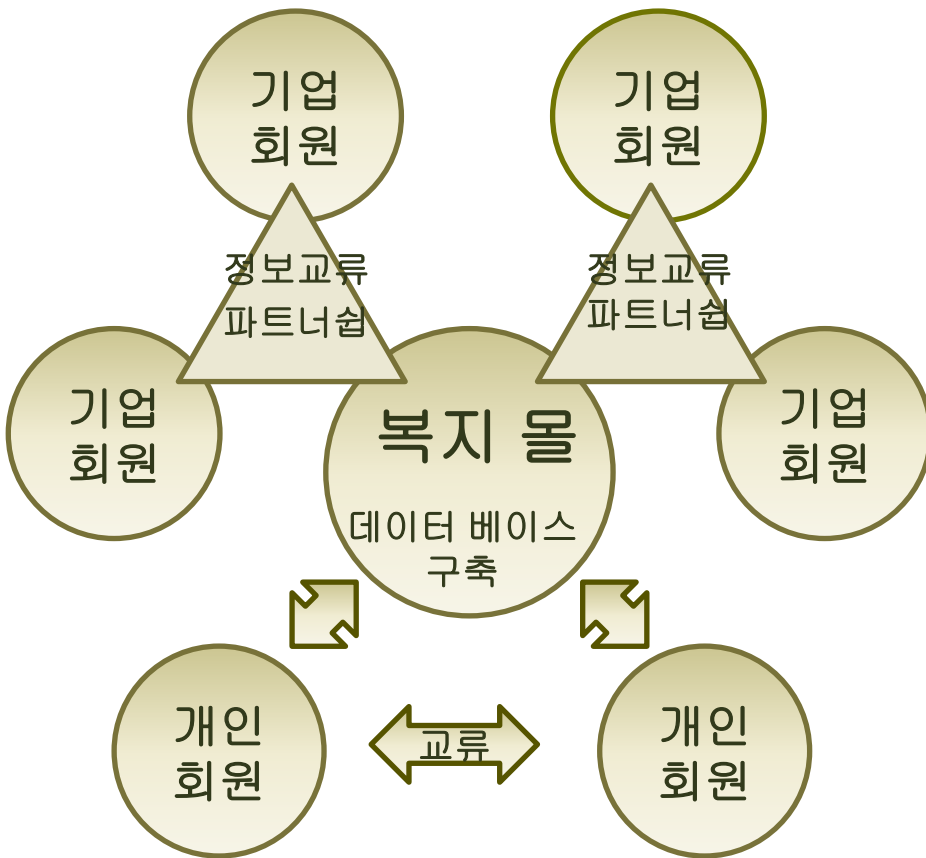 기업
회원
기업
회원
정보교류
파트너쉽
정보교류
파트너쉽
기업
회원
복지 몰
데이터 베이스
구축
기업
회원
개인
회원
교류
개인
회원